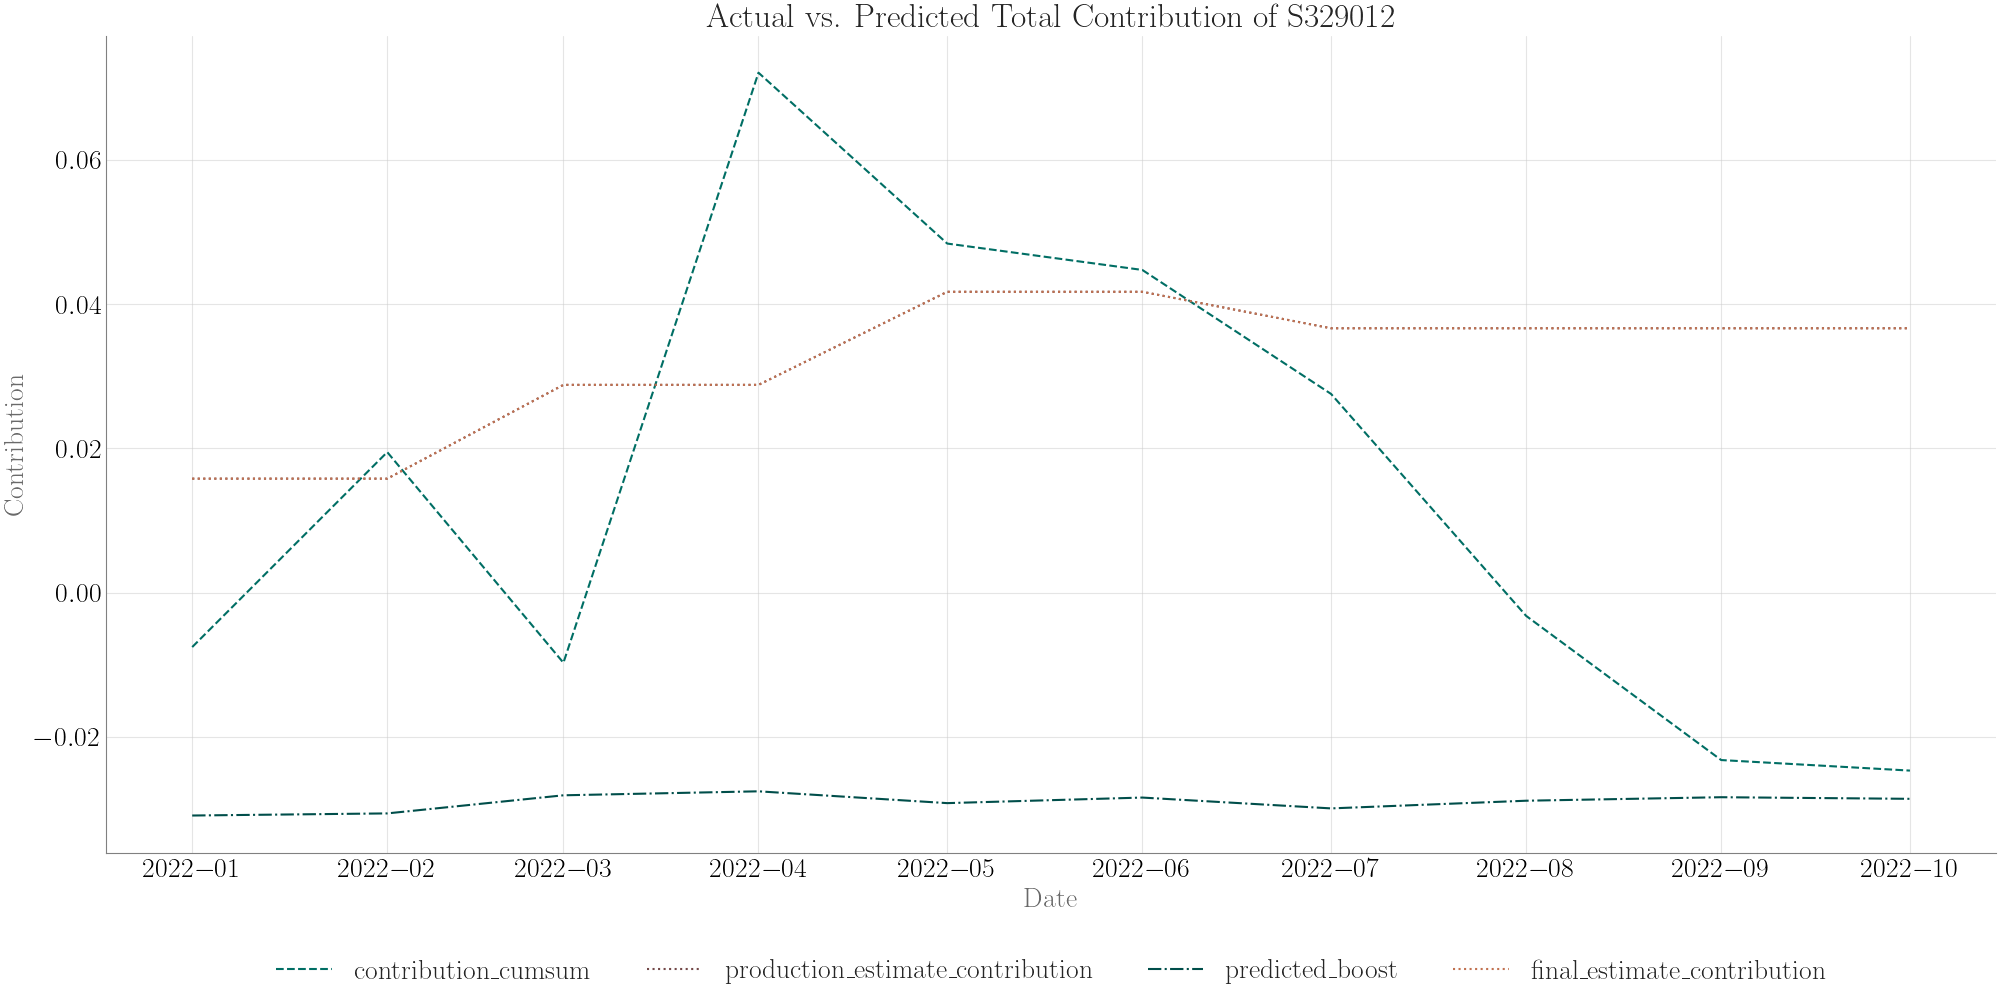 Actual vs. Predicted Total Contribution of S329012
Contribution
0.06
0.04
0.02
0.00
−0.02
2022−01 2022−02 2022−03 2022−04 2022−05 2022−06 2022−07 2022−08 2022−09 2022−10
Date
contribution_cumsum production_estimate_contribution predicted_boost final_estimate_contribution